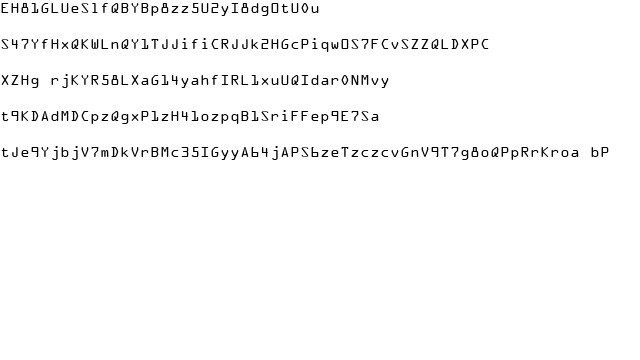 EH81GLUeSlfQBYBp8zz5U2yI8dgOtU0u
S47YfHxQKWLnQY1TJJifiCRJJk2HGcPiqwOS7FCvSZZQLDXPC
XZHg rjKYR58LXaG14yahfIRL1xuUQIdar0NMvy
t9KDAdMDCpzQgxP1zH41ozpqB1SriFFep9E7Sa
tJe9YjbjV7mDkVrBMc35IGyyA64jAPS6zeTzczcvGnV9T7g8oQPpRrKroa bP